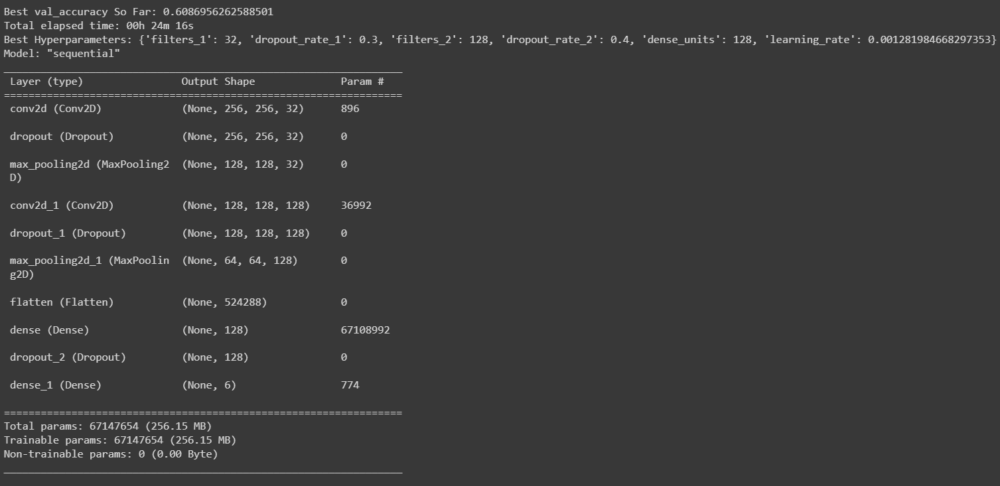 Best val_accuracy So Far: 0.6086956262588501
Total elapsed time: 00h 24m 16s
Best Hyperparameters: {'filters_1': 32, 'dropout_rate_1': 0.3, 'filters_2': 128, 'dropout_rate_2': 0.4, 'dense_units': 128, 'learning_rate': 0.001281984668297353}
Model: "sequential"
_________________________________________________________________
 Layer (type)                Output Shape              Param #
=================================================================
 conv2d (Conv2D)             (None, 256, 256, 32)      896
 dropout (Dropout)           (None, 256, 256, 32)      0
 max_pooling2d (MaxPooling2  (None, 128, 128, 32)      0
 D)
 conv2d_1 (Conv2D)           (None, 128, 128, 128)     36992
 dropout_1 (Dropout)         (None, 128, 128, 128)     0
 max_pooling2d_1 (MaxPoolin  (None, 64, 64, 128)       0
 g2D)
 flatten (Flatten)           (None, 524288)            0
 dense (Dense)               (None, 128)               67108992
 dropout_2 (Dropout)         (None, 128)               0
 dense_1 (Dense)             (None, 6)                 774
=================================================================
Total params: 67147654 (256.15 MB)
Trainable params: 67147654 (256.15 MB)
Non-trainable params: 0 (0.00 Byte)
_________________________________________________________________